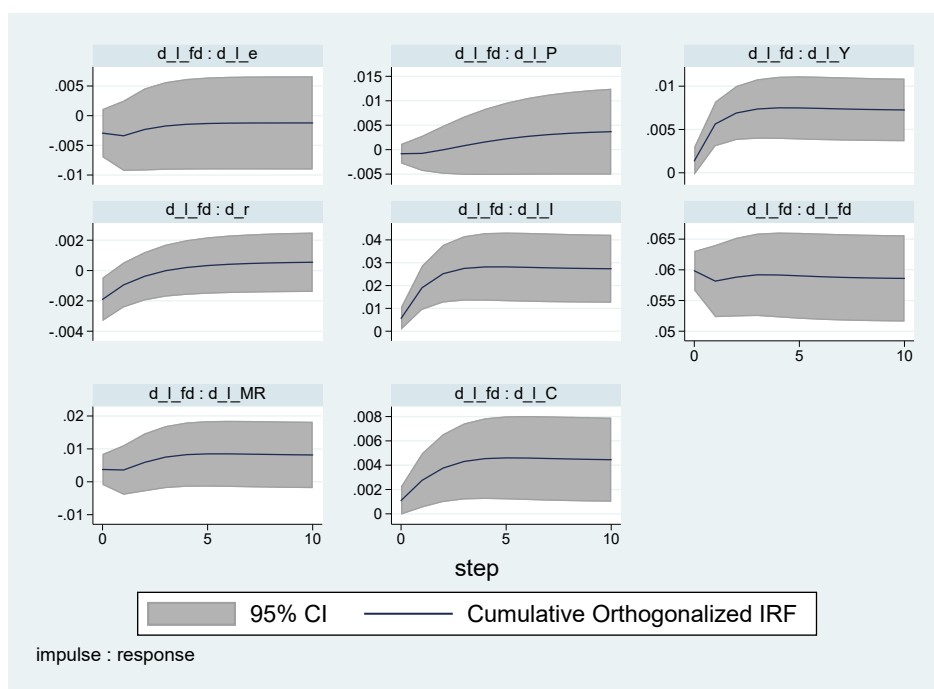 d_l_fd : d_l_e
d_l_fd : d_l_P
d_l_fd : d_l_Y
.005
0
-.005
-.01
.015
.01
.005
0
-.005
.01
.005
0
d_l_fd : d_r
d_l_fd : d_l_I
d_l_fd : d_l_fd
.002
0
-.002
-.004
.04
.03
.02
.01
0
.065
.06
.055
.05
0 5 10
d_l_fd : d_l_MR
d_l_fd : d_l_C
.02
.01
0
-.01
0 5 10
.008
.006
.004
.002
0
0 5 10
step
95% CI
Cumulative Orthogonalized IRF
impulse : response